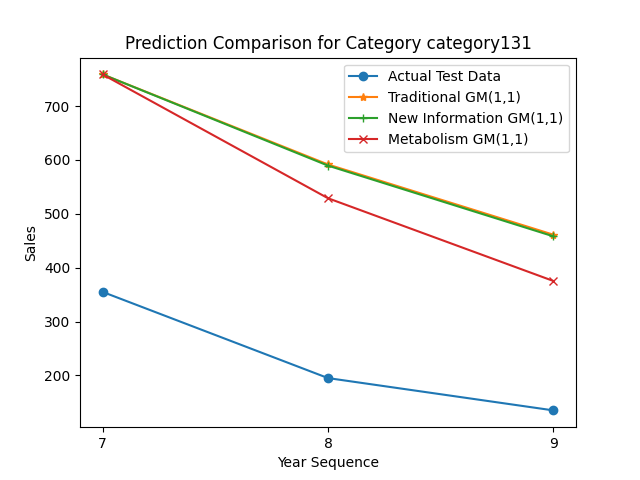 Prediction Comparison for Category category131
Actual Test Data
Traditional GM(1,1)
New Information GM(1,1)
Metabolism GM(1,1)
700
600
500
400
300
200
Sales
7
8
9
Year Sequence